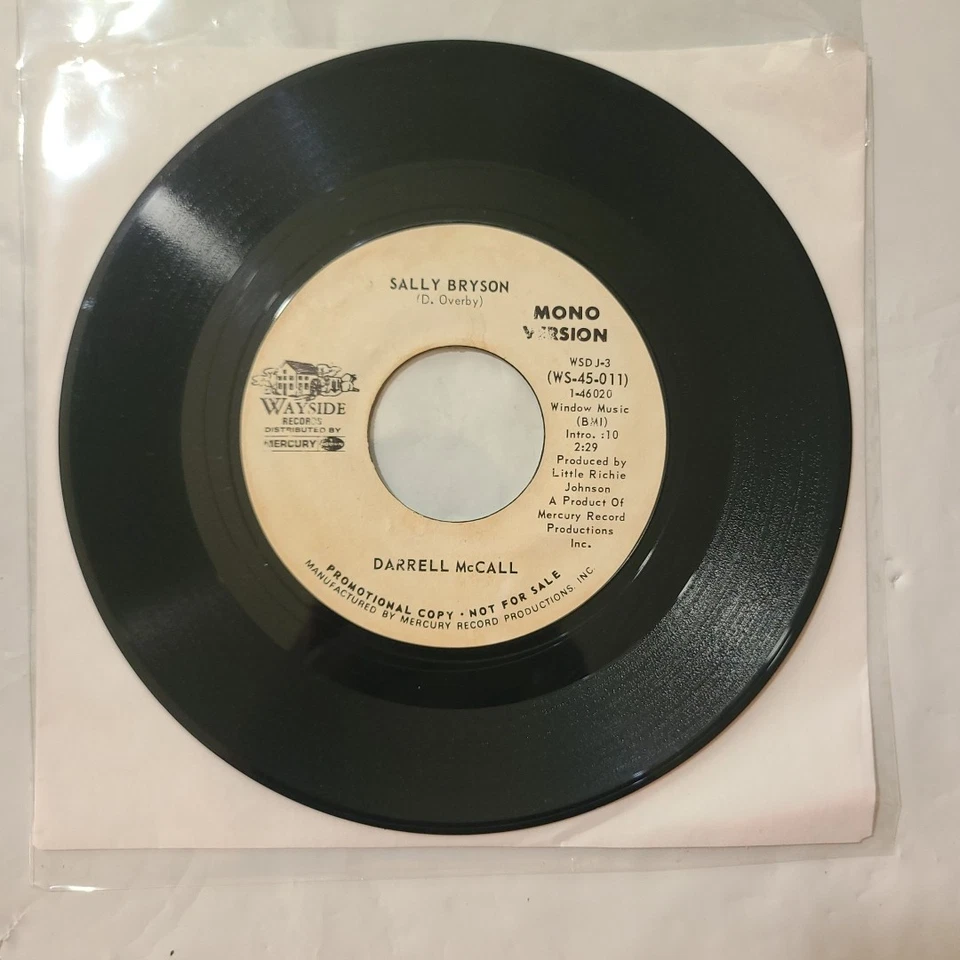 SALLY BRYSON
(D. Overby)
MONO
VERSION
WSDJ-3
(WS-45-011)
1-46020
Window Music
(BMI)
Intro. :10
2:29
Produced by
Little Richie
Johnson
A Product Of
Mercury Record
Productions
Inc.
WAYSIDE
RECORDS
DISTRIBUTED BY
MERCURY
DARRELL McCALL
PROMOTIONAL COPY • NOT FOR SALE
MANUFACTURED BY MERCURY RECORD PRODUCTIONS, INC.